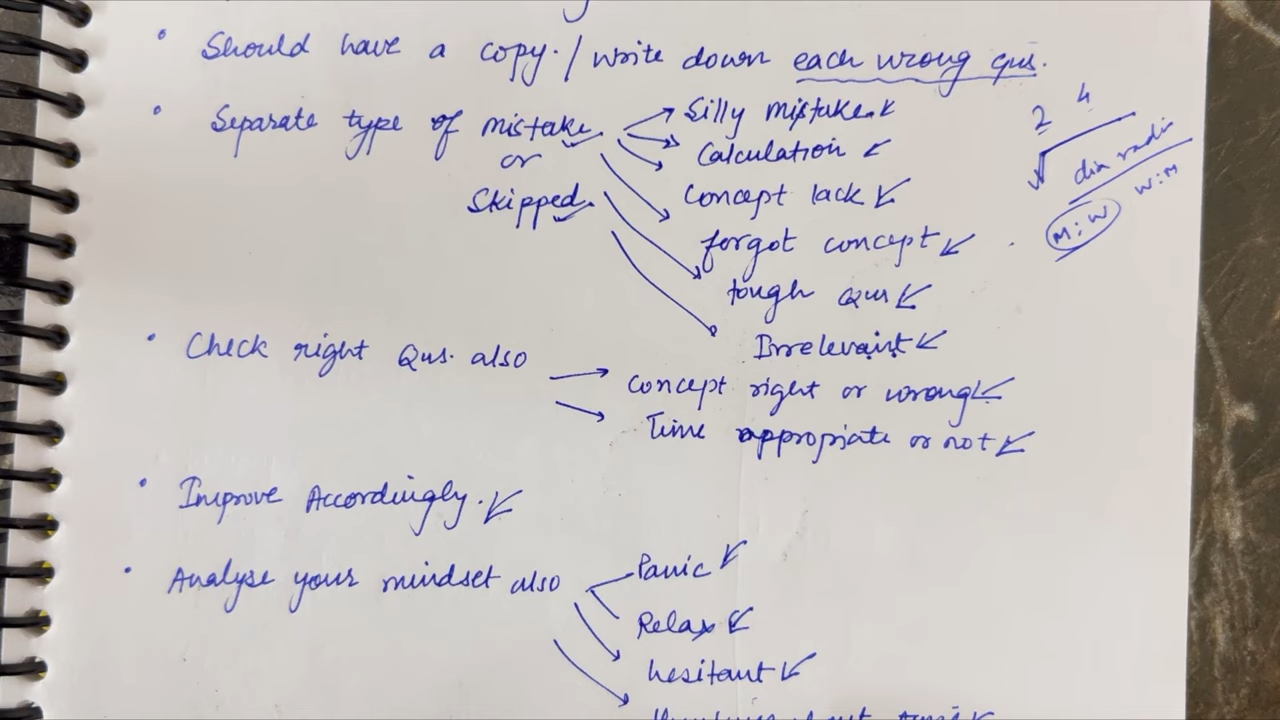 • Should have a copy. / write down each wrong qus.
• Separate type of mistake
or
Skipped
Silly mistake
Calculation
Concept lack
forgot concept
tough Qus
Irrelevant
2 4
√
dia radii
M:W W:M
• Check right Qus. also
Concept right or wrong
Time appropriate or not
• Improve Accordingly.
• Analyse your mindset also
Panic
Relax
hesitant